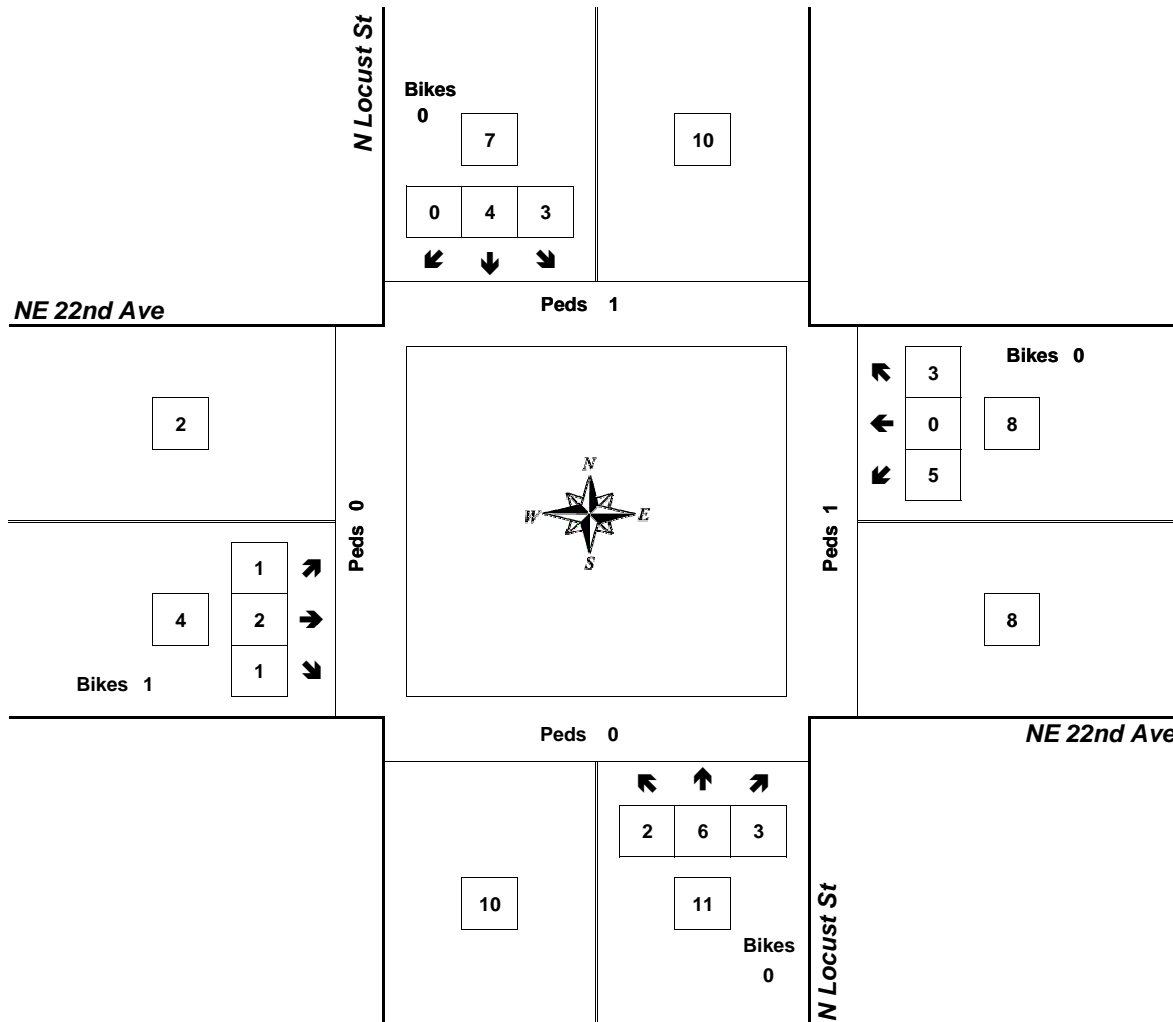 N Locust St
Bikes
0
7
10
0 4 3
NE 22nd Ave
Peds 1
Bikes 0
3
2
0 8
5
N
W E
S
Peds 0
Peds 1
1
4 2
1
8
Bikes 1
Peds 0
NE 22nd Ave
2 6 3
10
11
Bikes
0
N Locust St